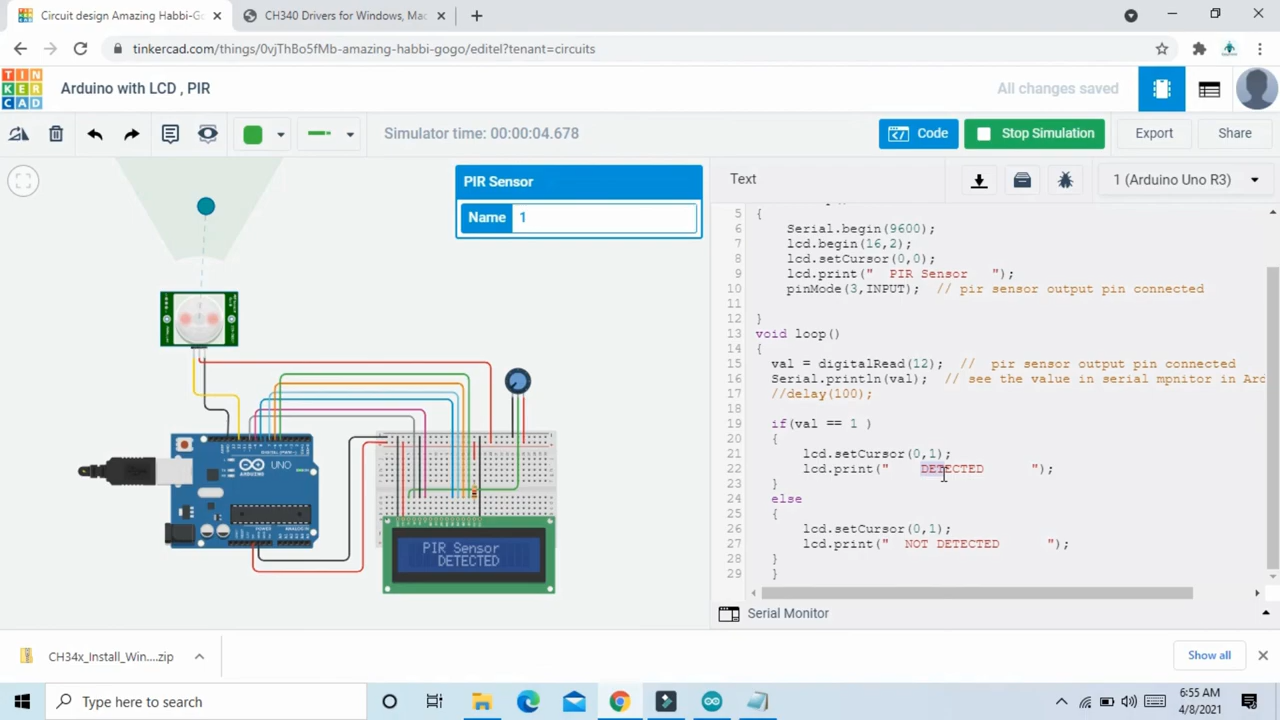 Circuit design Amazing Habbi-Go
CH340 Drivers for Windows, Mac
tinkercad.com/things/0vjThBo5fMb-amazing-habbi-gogo/editel?tenant=circuits
TIN
KER
CAD
Arduino with LCD , PIR
All changes saved
Simulator time: 00:00:04.678
Code
Stop Simulation
Export
Share
PIR Sensor
Name 1
Text
1 (Arduino Uno R3)
5 {
6 Serial.begin(9600);
7 lcd.begin(16,2);
8 lcd.setCursor(0,0);
9 lcd.print("  PIR Sensor   ");
10 pinMode(3,INPUT);  // pir sensor output pin connected
11
12 }
13 void loop()
14 {
15 val = digitalRead(12);  //  pir sensor output pin connected
16 Serial.println(val);  // see the value in serial mpnitor in Ard
17 //delay(100);
18
19 if(val == 1 )
20 {
21 lcd.setCursor(0,1);
22 lcd.print("    DETECTED      ");
23 }
24 else
25 {
26 lcd.setCursor(0,1);
27 lcd.print("  NOT DETECTED      ");
28 }
29 }
UNO
PIR Sensor
DETECTED
Serial Monitor
CH34x_Install_Win....zip
Show all
Type here to search
6:55 AM
4/8/2021